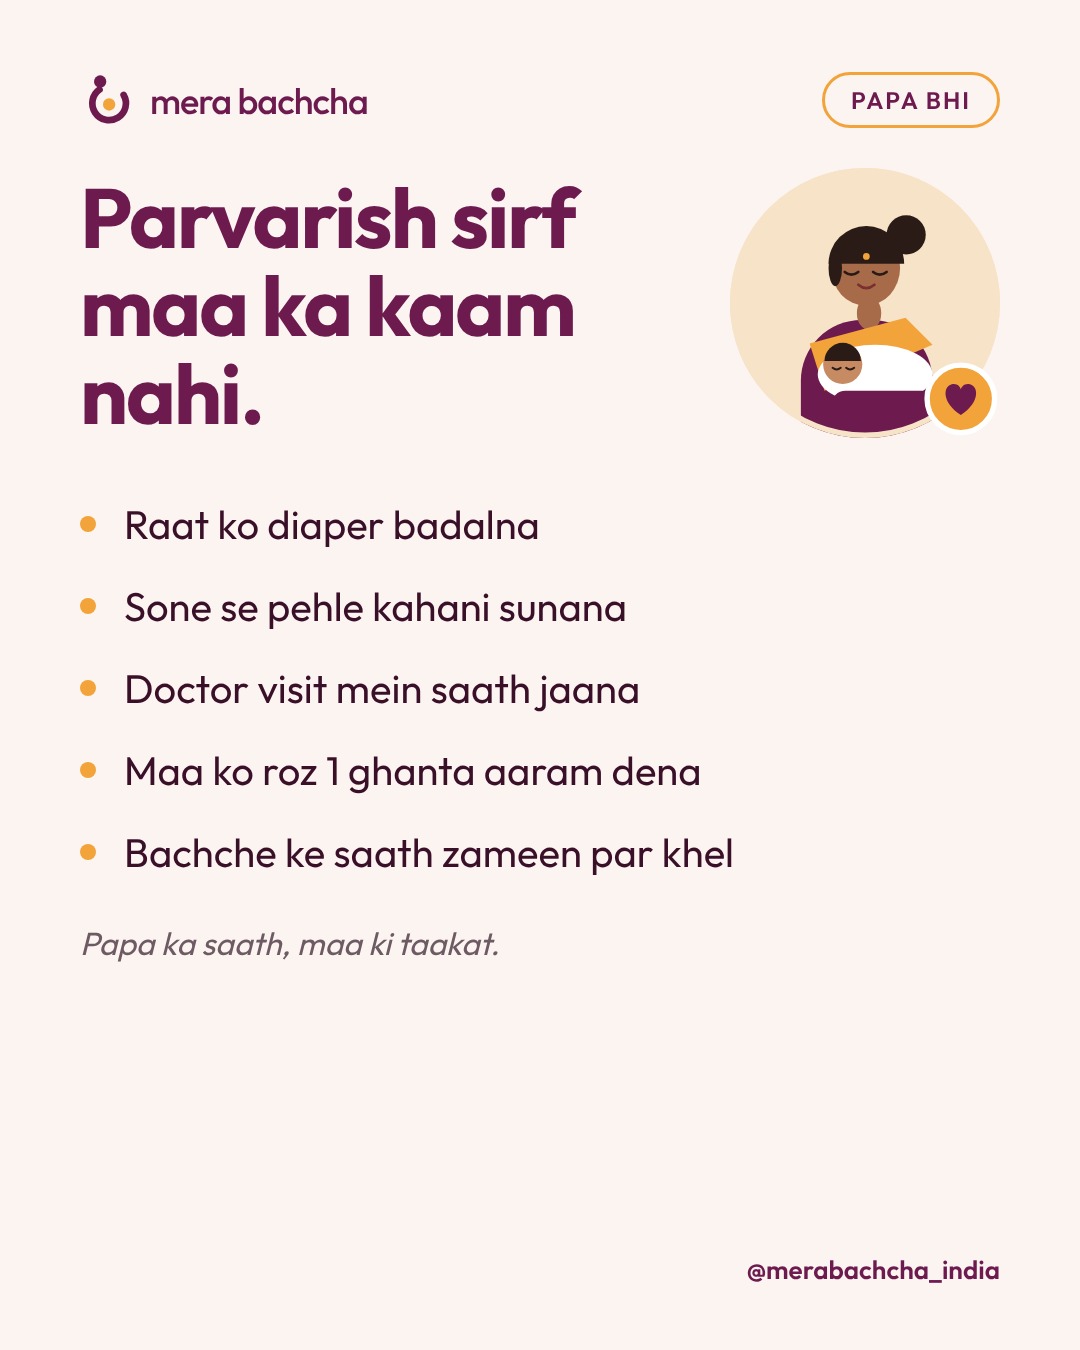 mera bachcha
PAPA BHI
Parvarish sirf
maa ka kaam
nahi.
Raat ko diaper badalna
Sone se pehle kahani sunana
Doctor visit mein saath jaana
Maa ko roz 1 ghanta aaram dena
Bachche ke saath zameen par khel
Papa ka saath, maa ki taakat.
@merabachcha_india